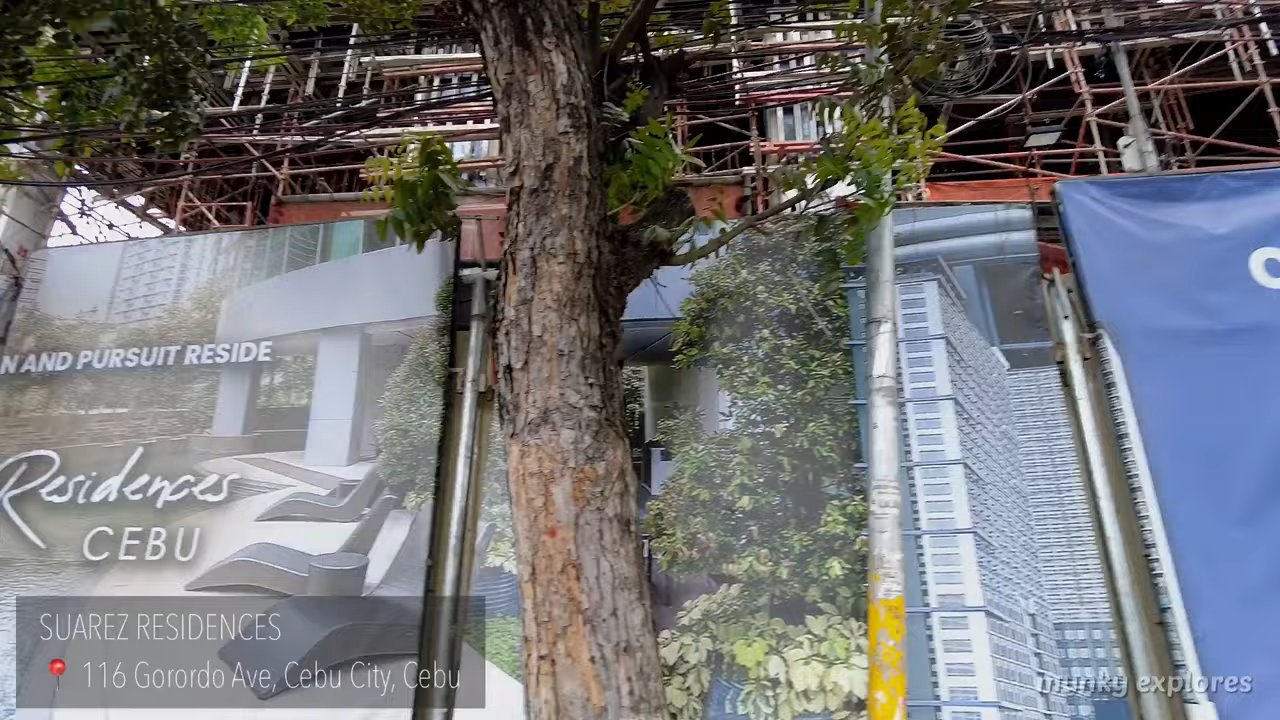 N AND PURSUIT RESIDE
Residences
CEBU
SUAREZ RESIDENCES
116 Gorordo Ave, Cebu City, Cebu
munky explores